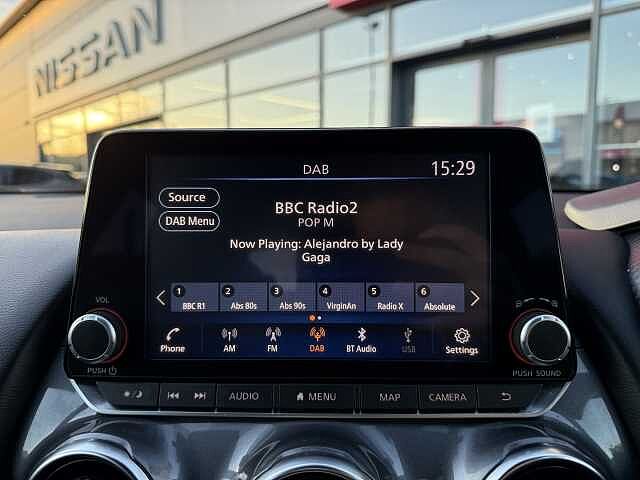 NISSAN
DAB
15:29
Source
BBC Radio2
POP M
DAB Menu
Now Playing: Alejandro by Lady
Gaga
1 2 3 4 5 6
BBC R1 Abs 80s Abs 90s VirginAn Radio X Absolute
VOL
Phone AM FM DAB BT Audio USB Settings
PUSH
PUSH SOUND
AUDIO MENU MAP CAMERA